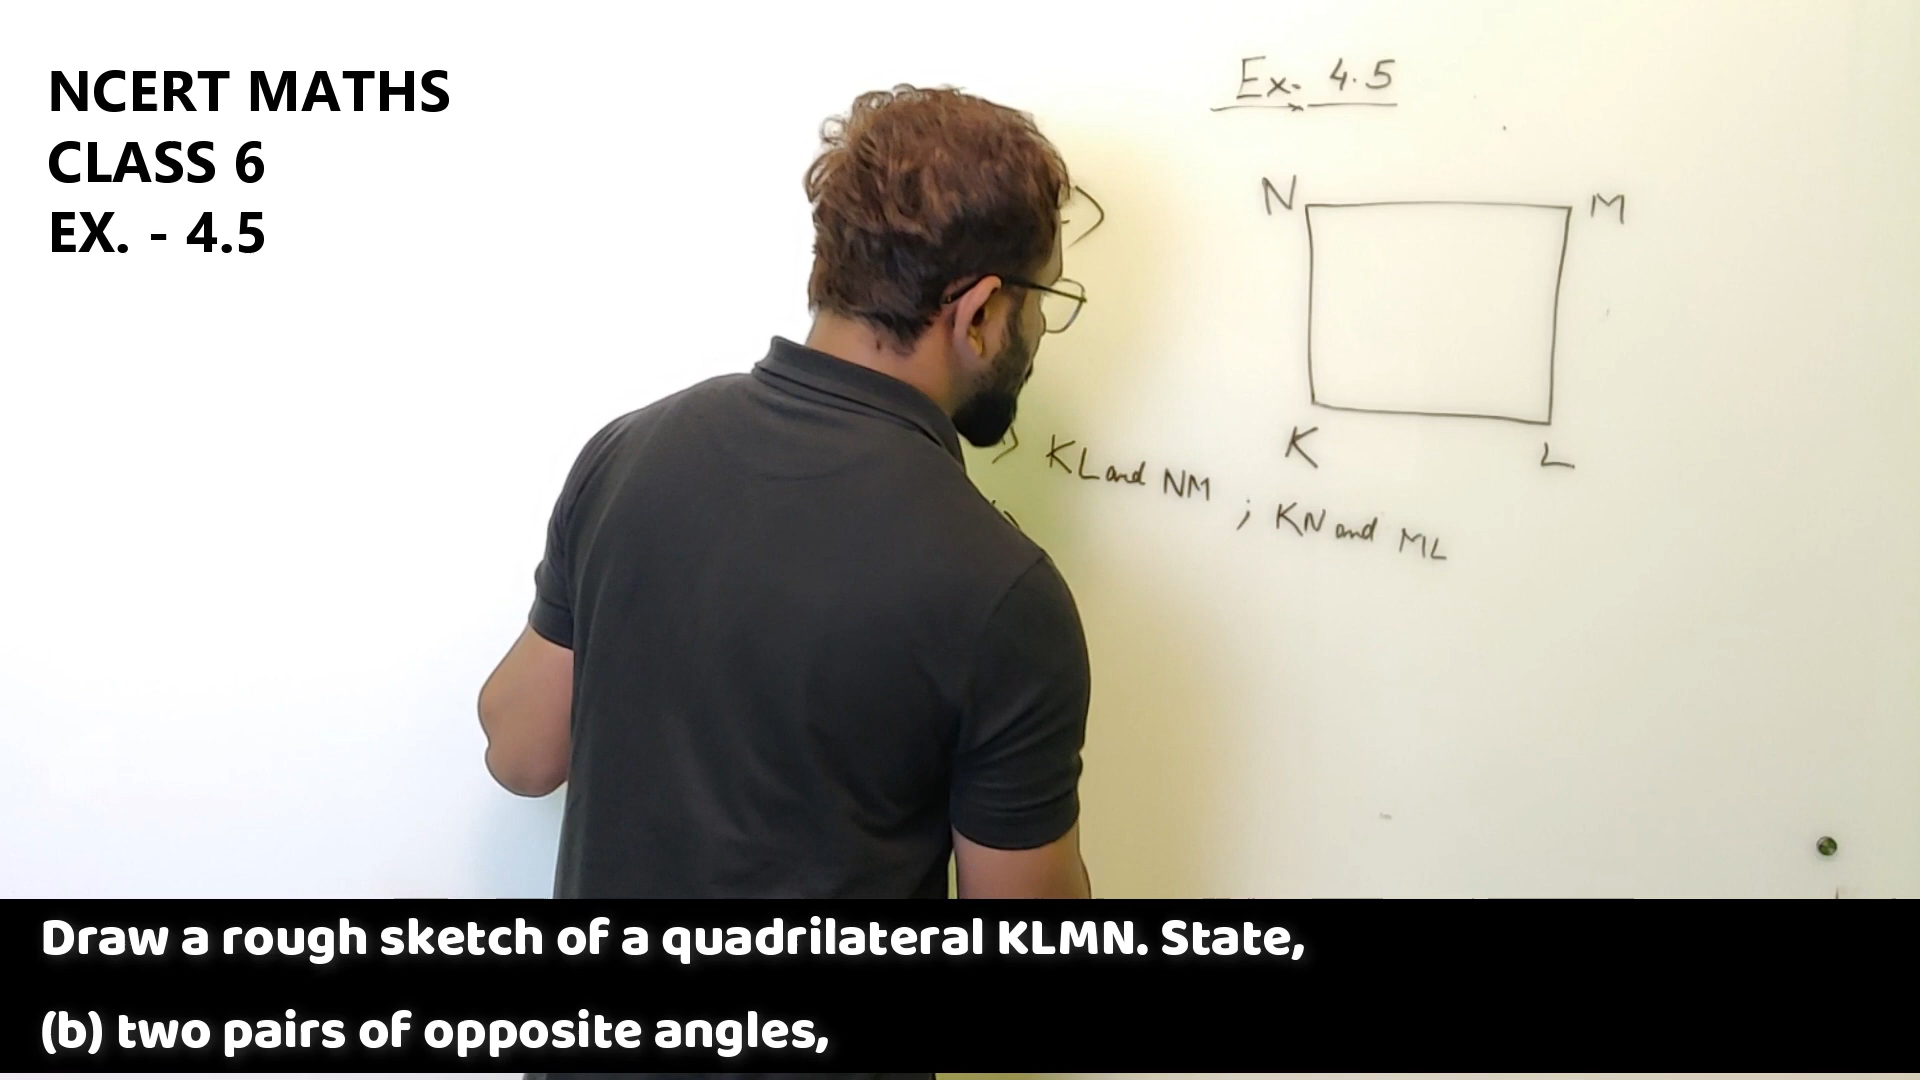 NCERT MATHS
CLASS 6
EX. - 4.5
Ex- 4.5
N
M
K
L
) KL and NM ; KN and ML
Draw a rough sketch of a quadrilateral KLMN. State,
(b) two pairs of opposite angles,